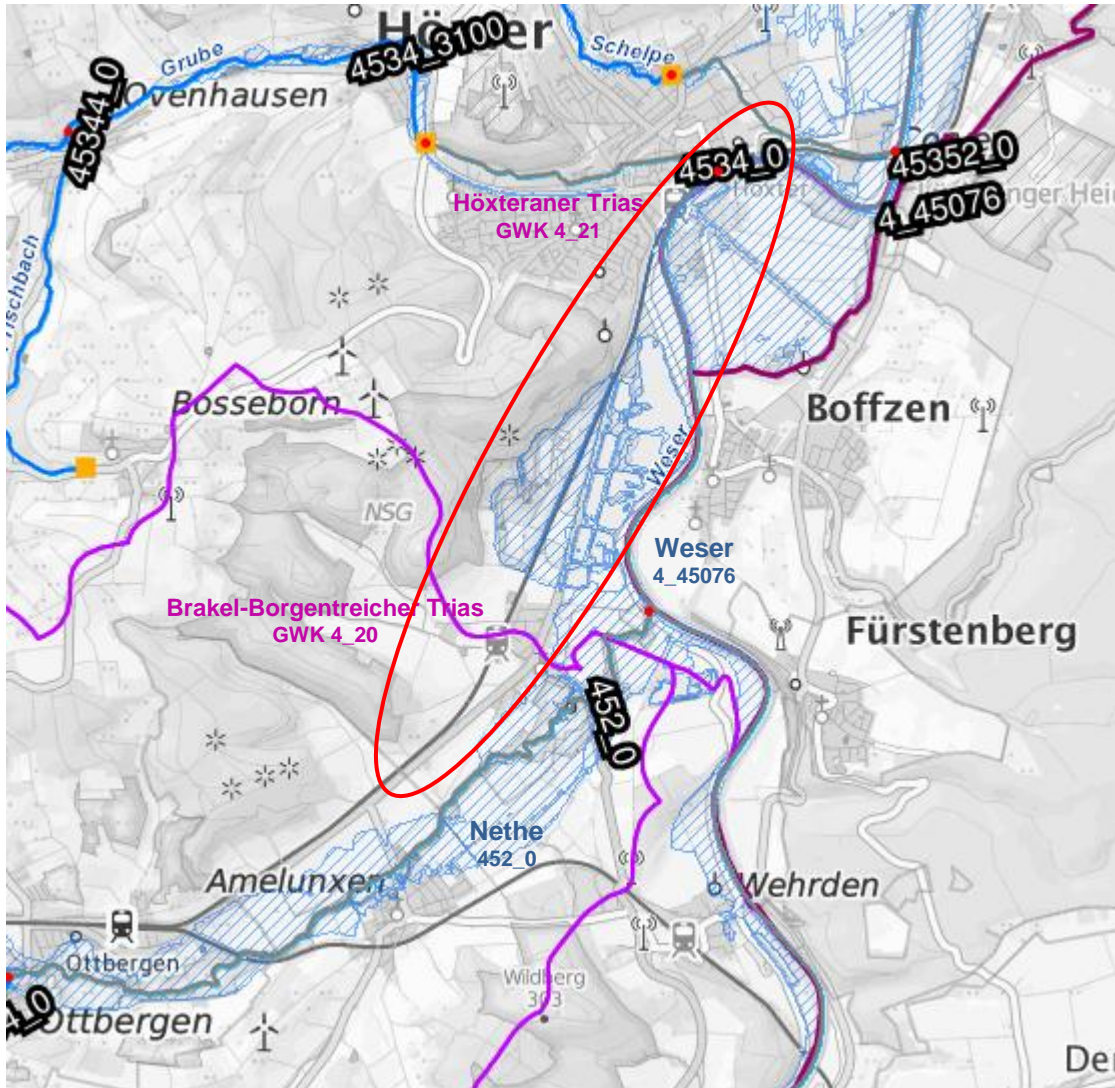 Grube
4534_3100
Schelpe
Ovenhausen
45344_0
4534_0
Höxter
45352_0
4_45076
Höxteraner Trias
GWK 4_21
Bosseborn
NSG
Boffzen
Weser
Weser
4_45076
Brakel-Borgentreicher Trias
GWK 4_20
Fürstenberg
452_0
Nethe
452_0
Amelunxen
Wehrden
Ottbergen
Wildberg
303
Ottbergen